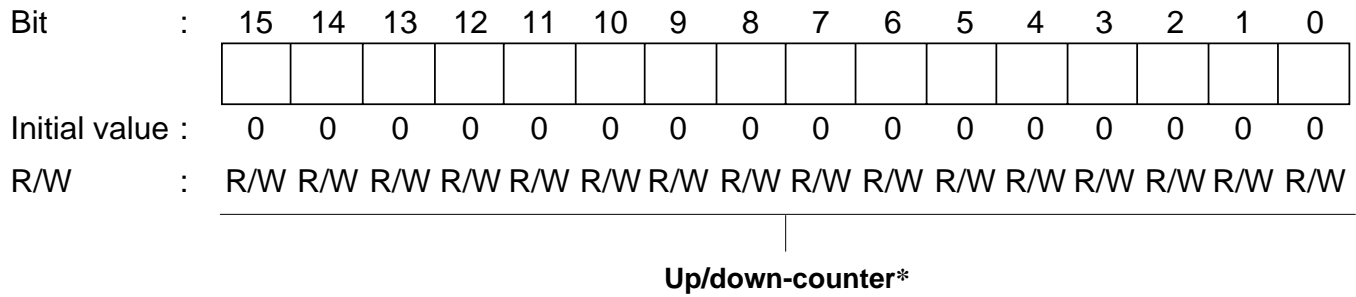 Bit : 15 14 13 12 11 10 9 8 7 6 5 4 3 2 1 0
Initial value : 0 0 0 0 0 0 0 0 0 0 0 0 0 0 0 0
R/W : R/W R/W R/W R/W R/W R/W R/W R/W R/W R/W R/W R/W R/W R/W R/W R/W
Up/down-counter*